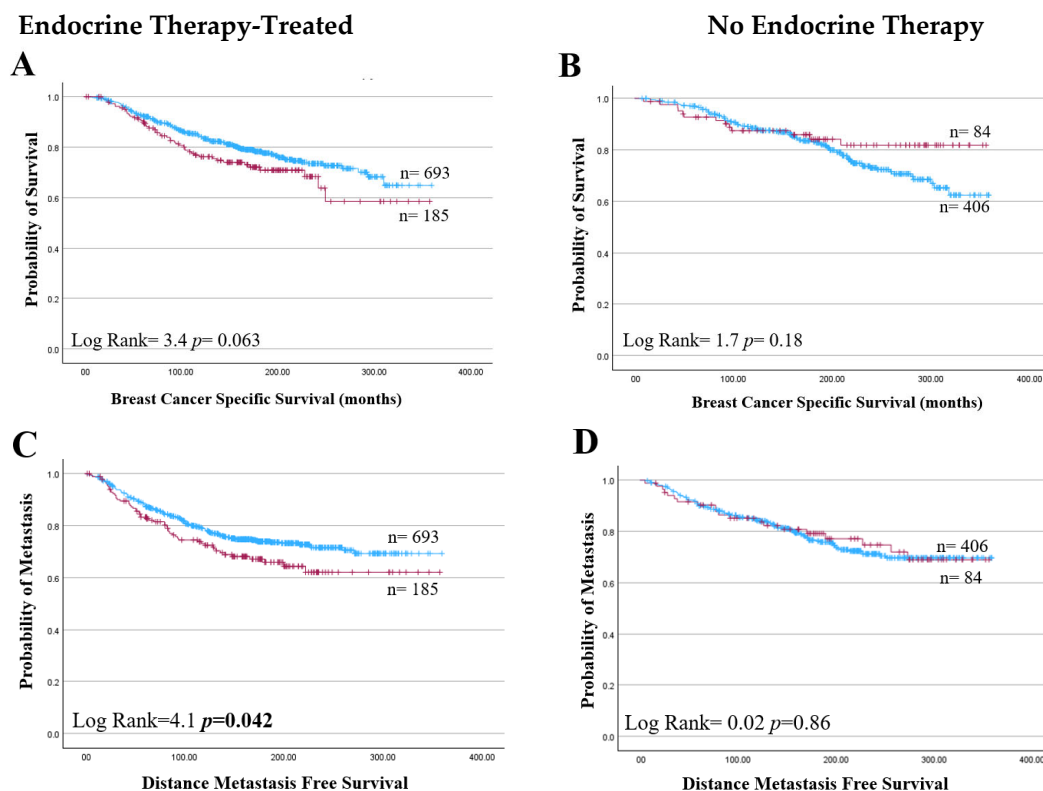 Endocrine Therapy-Treated
No Endocrine Therapy
A
Probability of Survival
1.0
0.8
0.6
0.4
0.2
0.0
n= 693
n= 185
Log Rank= 3.4 p= 0.063
00 100.00 200.00 300.00 400.00
Breast Cancer Specific Survival (months)
B
Probability of Survival
1.0
0.8
0.6
0.4
0.2
0.0
n= 84
n= 406
Log Rank= 1.7 p= 0.18
00 100.00 200.00 300.00 400.00
Breast Cancer Specific Survival (months)
C
Probability of Metastasis
1.0
0.8
0.6
0.4
0.2
0.0
n= 693
n= 185
Log Rank=4.1 p=0.042
00 100.00 200.00 300.00 400.00
Distance Metastasis Free Survival
D
Probability of Metastasis
1.0
0.8
0.6
0.4
0.2
0.0
n= 406
n= 84
Log Rank= 0.02 p=0.86
00 100.00 200.00 300.00 400.00
Distance Metastasis Free Survival